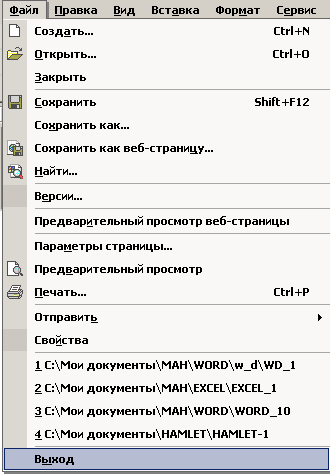 Файл Правка Вид Вставка Формат Сервис
Создать... Ctrl+N
Открыть... Ctrl+O
Закрыть
Сохранить Shift+F12
Сохранить как...
Сохранить как веб-страницу...
Найти...
Версии...
Предварительный просмотр веб-страницы
Параметры страницы...
Предварительный просмотр
Печать... Ctrl+P
Отправить
Свойства
1 C:\Мои документы\МАН\WORD\w_d\WD_1
2 C:\Мои документы\МАН\EXCEL\EXCEL_1
3 C:\Мои документы\МАН\WORD\WORD_10
4 C:\Мои документы\HAMLET\HAMLET-1
Выход